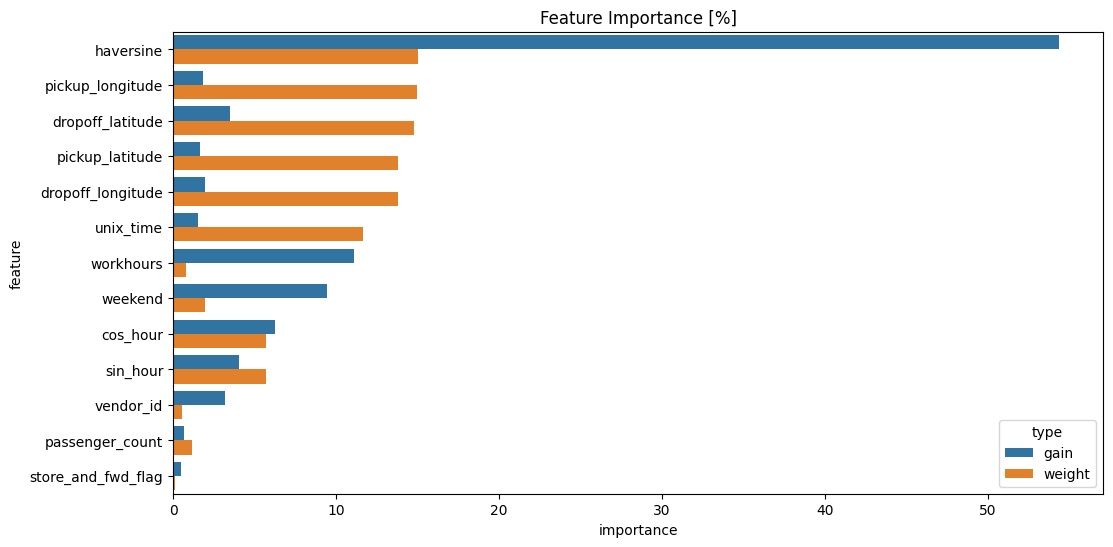 Feature Importance [%]
feature
haversine
pickup_longitude
dropoff_latitude
pickup_latitude
dropoff_longitude
unix_time
workhours
weekend
cos_hour
sin_hour
vendor_id
passenger_count
store_and_fwd_flag
type
gain
weight
0 10 20 30 40 50
importance